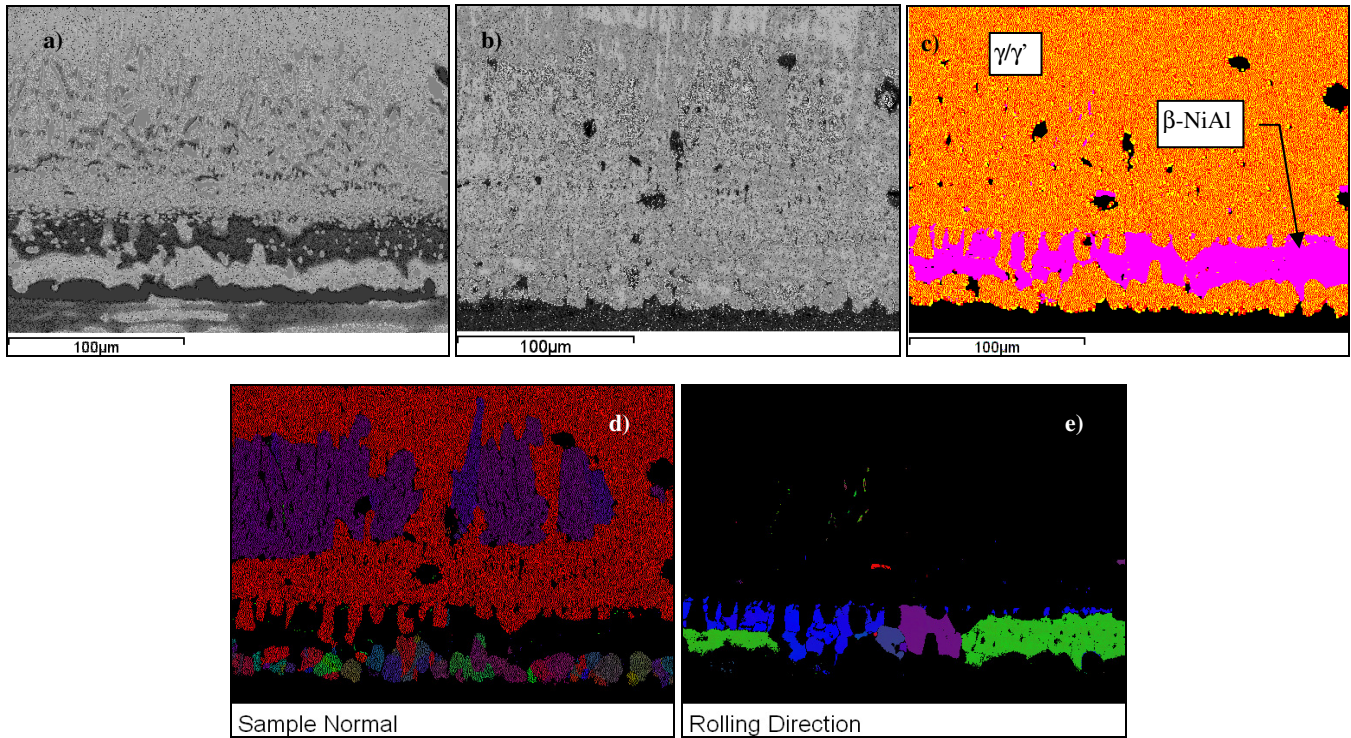 a)
b)
c)
γ/γ'
β-NiAl
100µm
100µm
100µm
d)
e)
Sample Normal
Rolling Direction